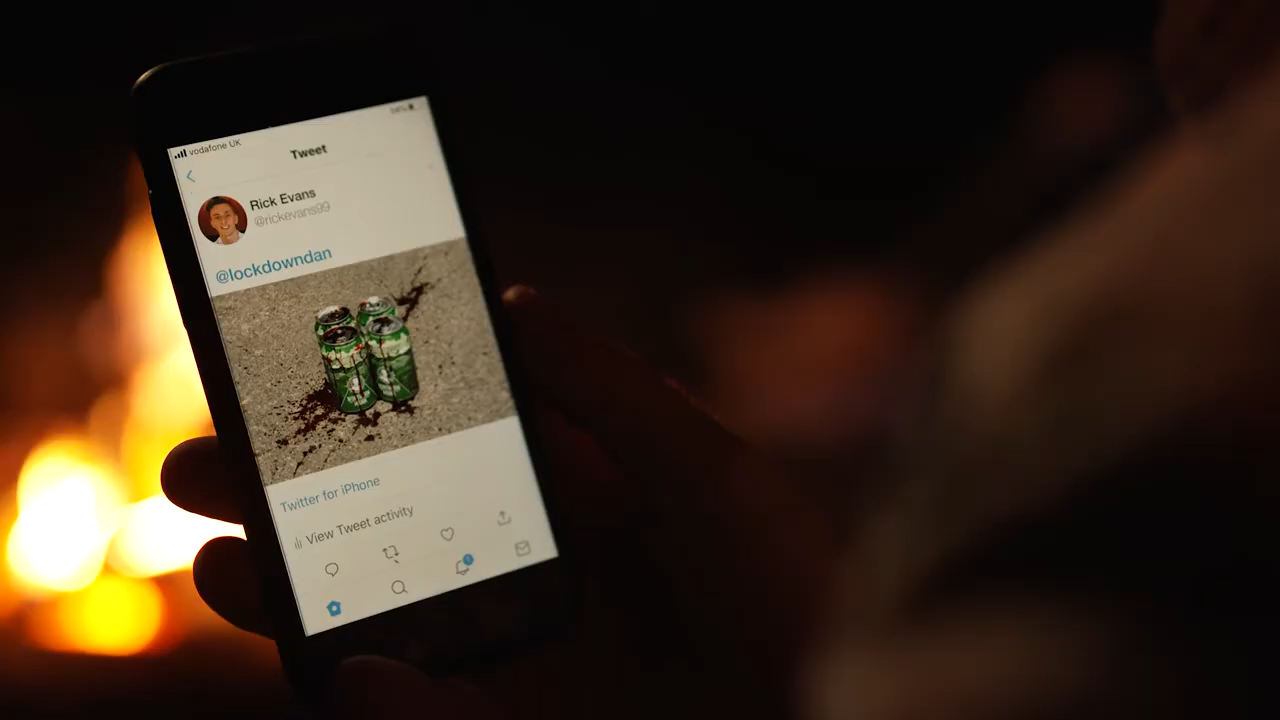 vodafone UK
Tweet
Rick Evans
@rickevans99
@lockdowndan
Twitter for iPhone
View Tweet activity